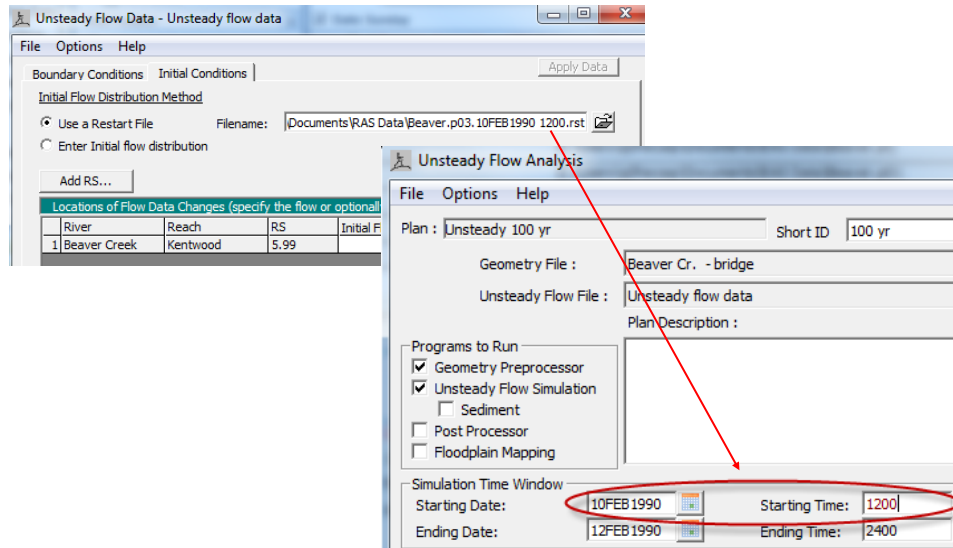 Unsteady Flow Data - Unsteady flow data
File Options Help
Boundary Conditions Initial Conditions Apply Data
Initial Flow Distribution Method
Use a Restart File Filename: \Documents\RAS Data\Beaver.p03.10FEB1990 1200.rst
Enter Initial flow distribution
Add RS...
Locations of Flow Data Changes (specify the flow or optionall
River Reach RS Initial F
1 Beaver Creek Kentwood 5.99
Unsteady Flow Analysis
File Options Help
Plan : Unsteady 100 yr Short ID 100 yr
Geometry File : Beaver Cr. - bridge
Unsteady Flow File : Unsteady flow data
Plan Description :
Programs to Run
Geometry Preprocessor
Unsteady Flow Simulation
Sediment
Post Processor
Floodplain Mapping
Simulation Time Window
Starting Date: 10FEB1990 Starting Time: 1200
Ending Date: 12FEB1990 Ending Time: 2400